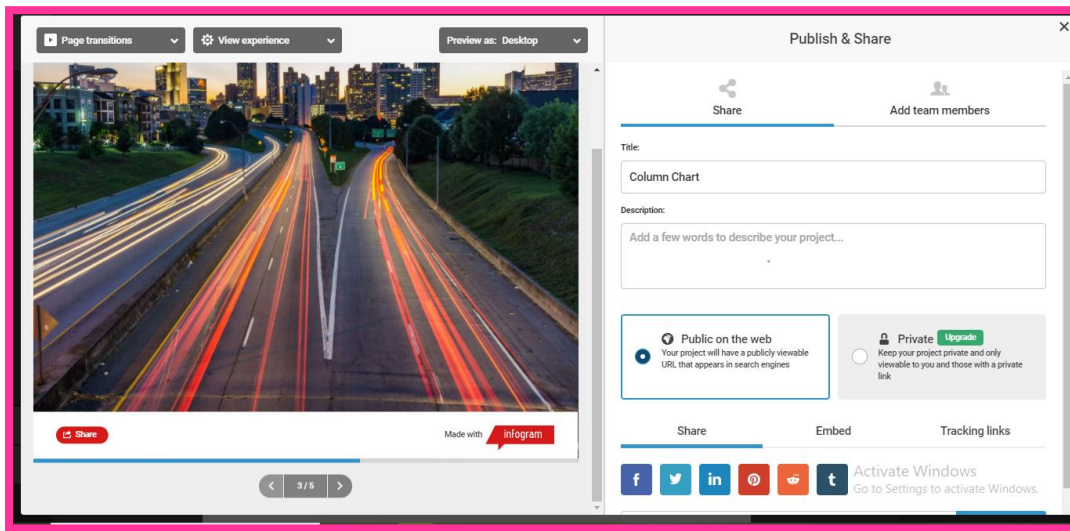 Page transitions
View experience
Preview as: Desktop
Share
Made with infogram
3/5
Publish & Share
Share
Add team members
Title:
Column Chart
Description:
Add a few words to describe your project...
Public on the web
Your project will have a publicly viewable
URL that appears in search engines
Private Upgrade
Keep your project private and only
viewable to you and those with a private
link
Share
Embed
Tracking links
Activate Windows
Go to Settings to activate Windows.